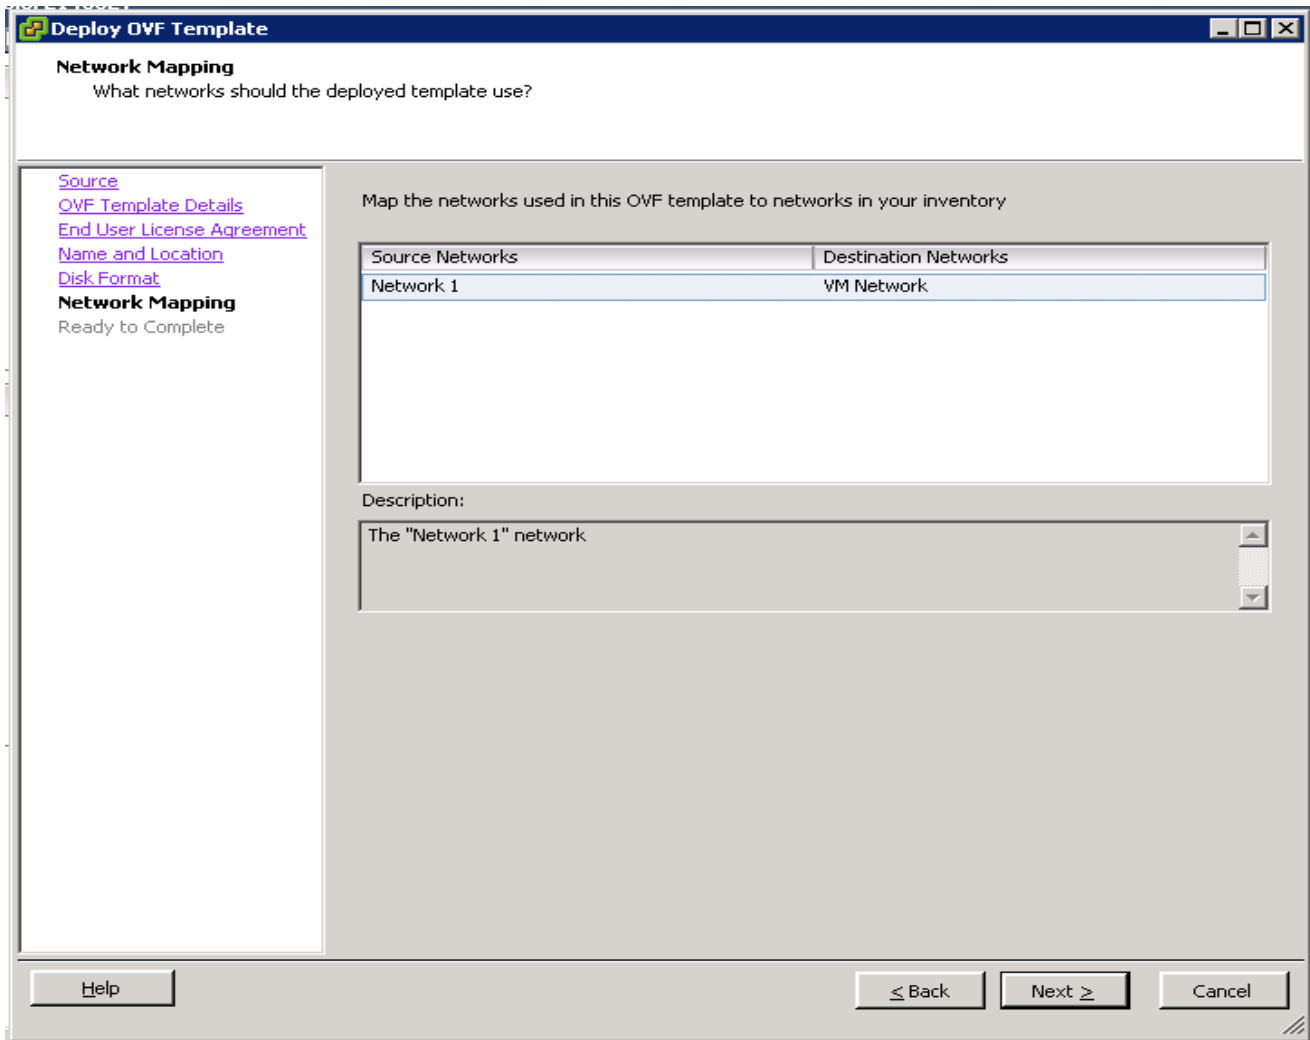 Deploy OVF Template
Network Mapping
What networks should the deployed template use?
Source
OVF Template Details
End User License Agreement
Name and Location
Disk Format
Network Mapping
Ready to Complete
Map the networks used in this OVF template to networks in your inventory
Source Networks Destination Networks
Network 1 VM Network
Description:
The "Network 1" network
Help
< Back Next > Cancel